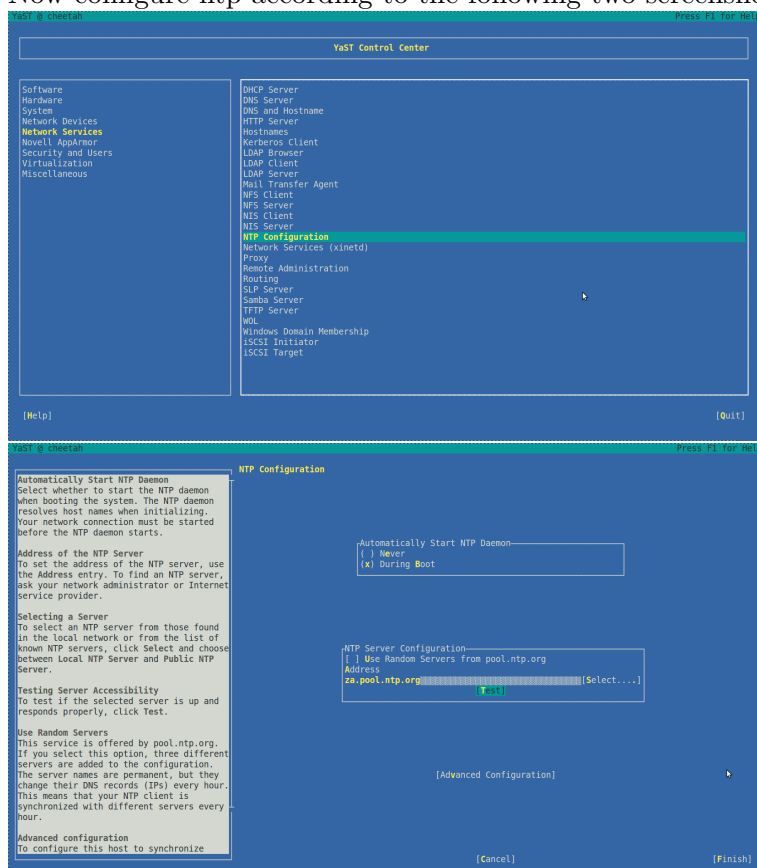 Now configure ntp according to the following two
YaST @ cheetah Press F1 for Hel
YaST Control Center
Software
Hardware
System
Network Devices
Network Services
Novell AppArmor
Security and Users
Virtualization
Miscellaneous
DHCP Server
DNS Server
DNS and Hostname
HTTP Server
Hostnames
Kerberos Client
LDAP Browser
LDAP Client
LDAP Server
Mail Transfer Agent
NFS Client
NFS Server
NIS Client
NIS Server
NTP Configuration
Network Services (xinetd)
Proxy
Remote Administration
Routing
SLP Server
Samba Server
TFTP Server
WOL
Windows Domain Membership
iSCSI Initiator
iSCSI Target
[Help] [Quit]
YaST @ cheetah Press F1 for Hel
NTP Configuration
Automatically Start NTP Daemon
Select whether to start the NTP daemon
when booting the system. The NTP daemon
resolves host names when initializing.
Your network connection must be started
before the NTP daemon starts.
Address of the NTP Server
To set the address of the NTP server, use
the Address entry. To find an NTP server,
ask your network administrator or Internet
service provider.
Selecting a Server
To select an NTP server from those found
in the local network or from the list of
known NTP servers, click Select and choose
between Local NTP Server and Public NTP
Server.
Testing Server Accessibility
To test if the selected server is up and
responds properly, click Test.
Use Random Servers
This service is offered by pool.ntp.org.
If you select this option, three different
servers are added to the configuration.
The server names are permanent, but they
change their DNS records (IPs) every hour.
This means that your NTP client is
synchronized with different servers every
hour.
Advanced configuration
To configure this host to synchronize
Automatically Start NTP Daemon
( ) Never
(x) During Boot
NTP Server Configuration
[ ] Use Random Servers from pool.ntp.org
Address
za.pool.ntp.org [Select....]
[Test]
[Advanced Configuration]
[Cancel] [Finish]